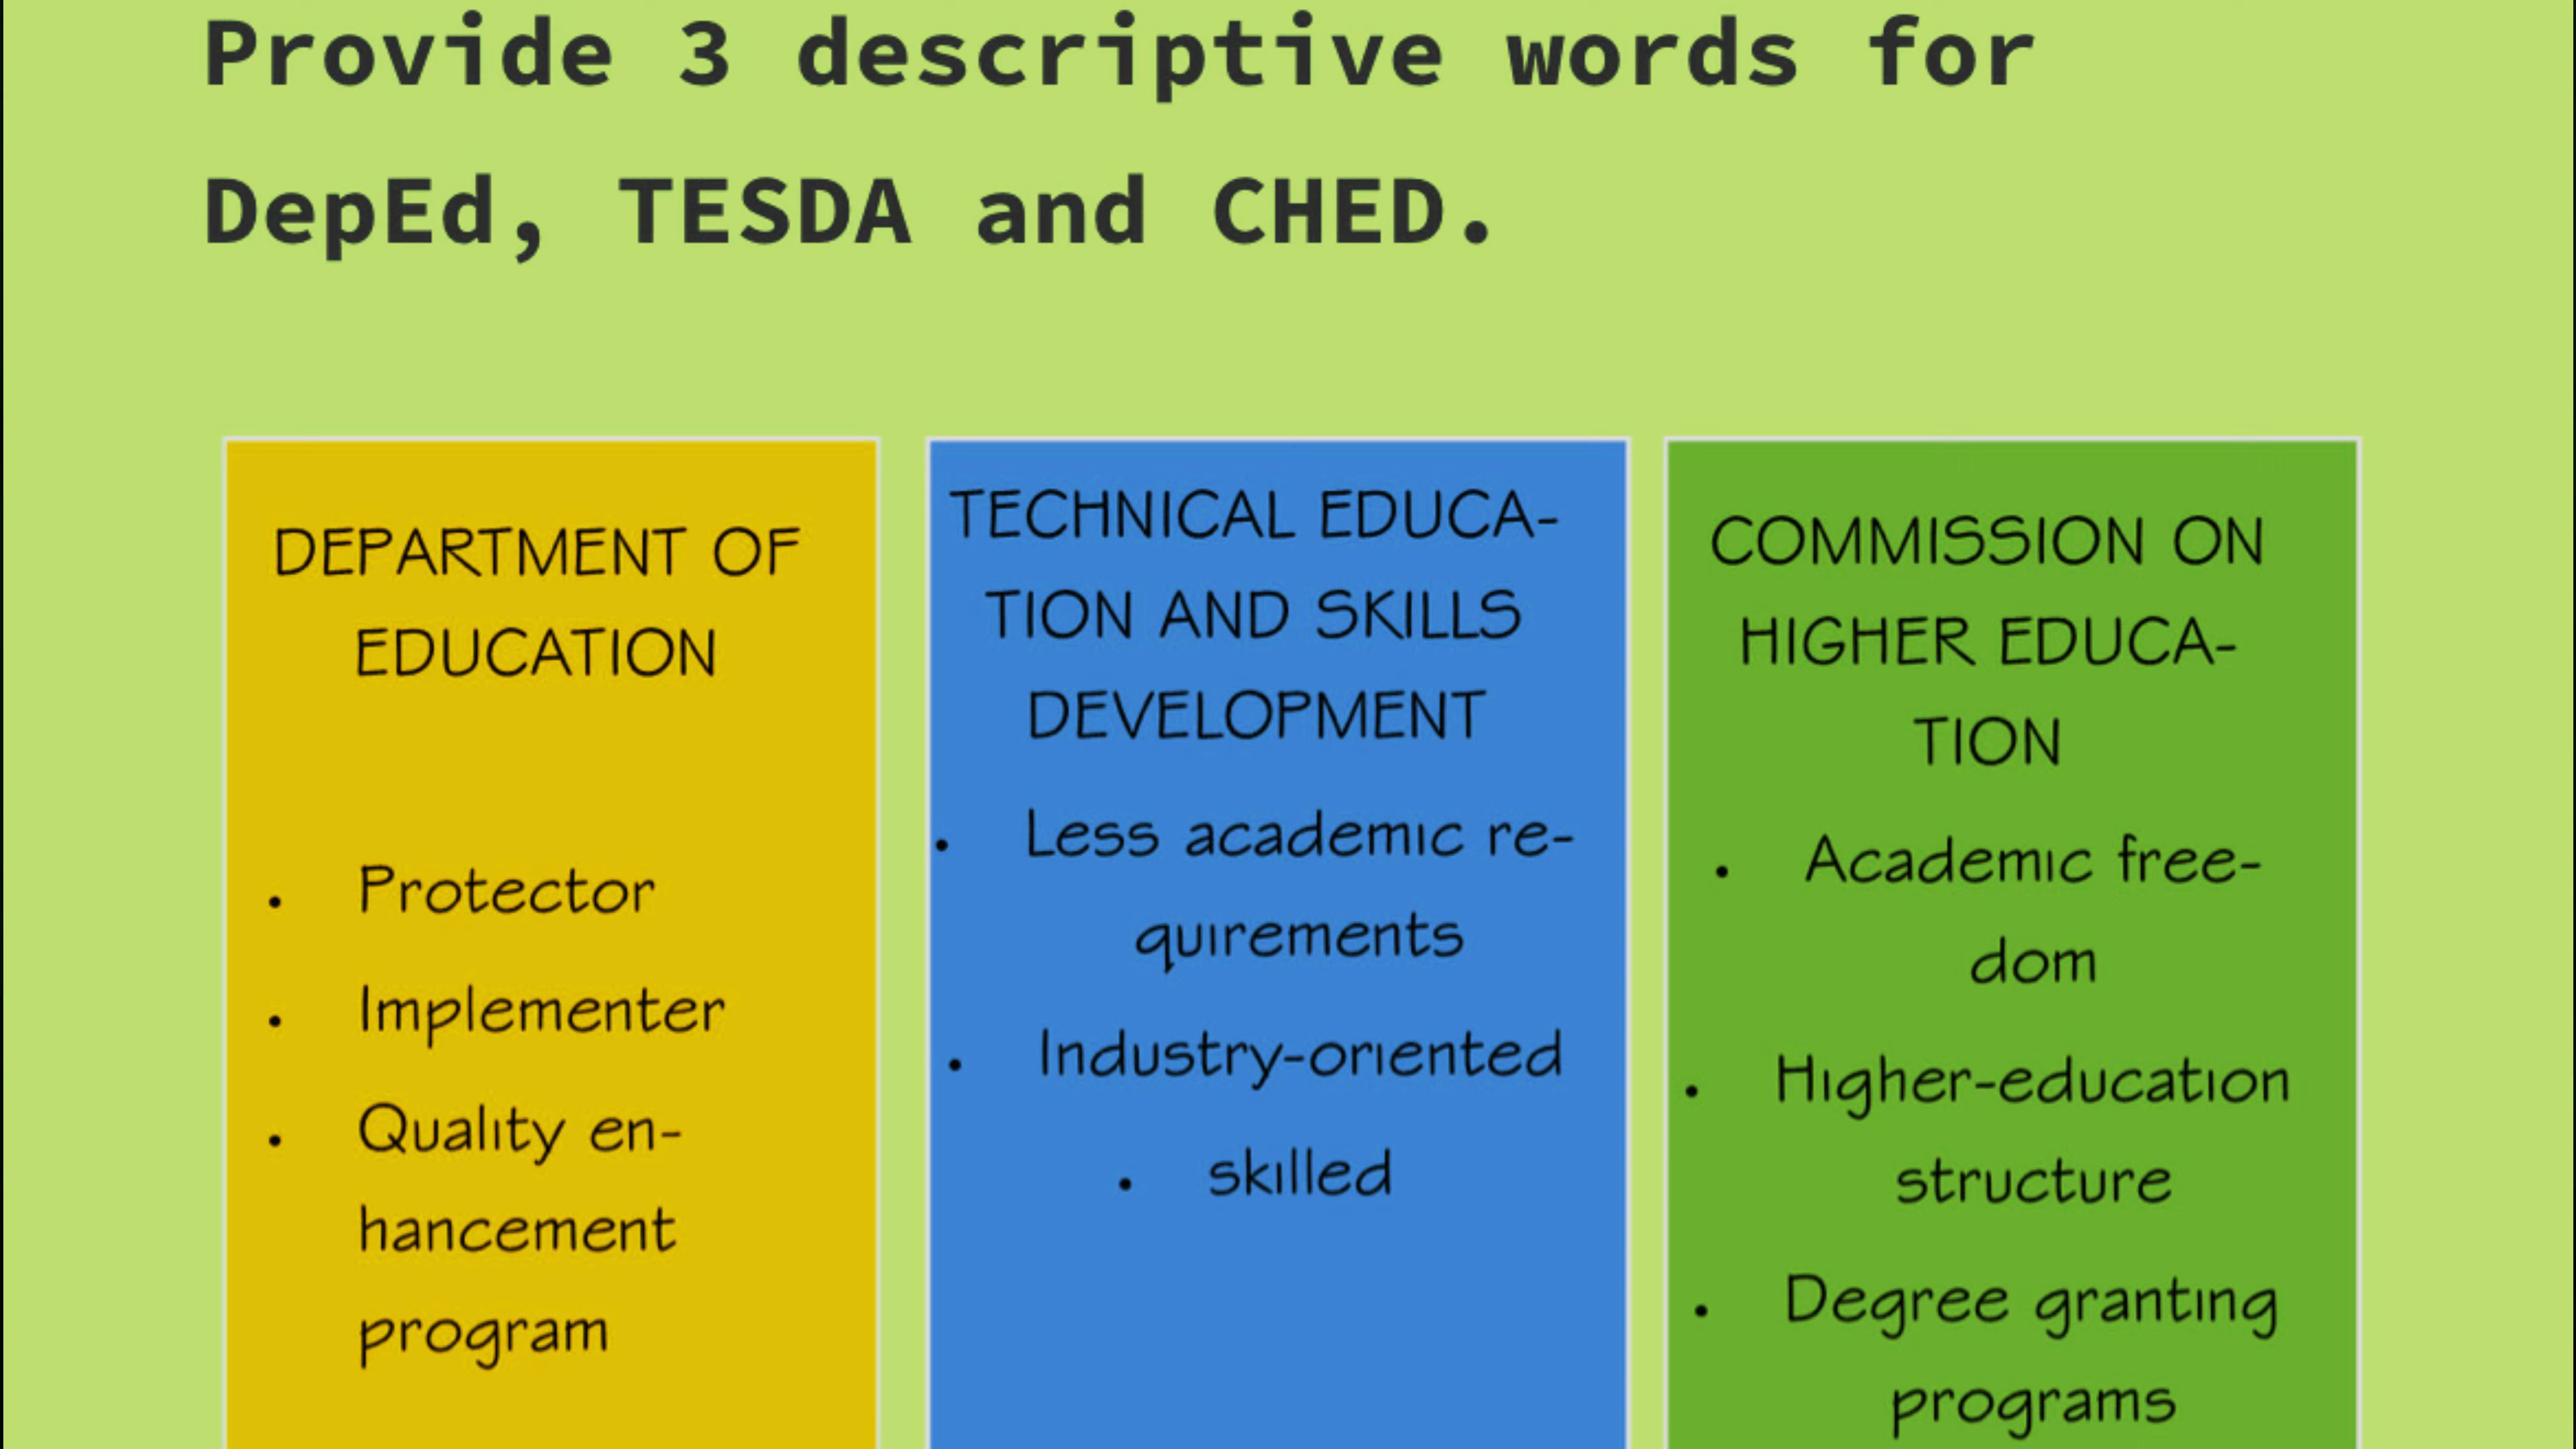 Provide 3 descriptive words for
DepEd, TESDA and CHED.
DEPARTMENT OF
EDUCATION
• Protector
• Implementer
• Quality en-
hancement
program
TECHNICAL EDUCA-
TION AND SKILLS
DEVELOPMENT
• Less academic re-
quirements
• Industry-oriented
• skilled
COMMISSION ON
HIGHER EDUCA-
TION
• Academic free-
dom
• Higher-education
structure
• Degree granting
programs